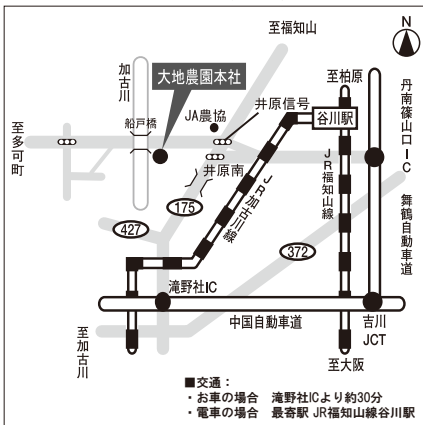 至福知山
N
加古川
大地農園本社
至柏原
船戸橋
JA農協
井原信号
谷川駅
丹南篠山口IC
至多可町
井原南
JR福知山線
舞鶴自動車道
175
JR加古川線
427
372
滝野社IC
中国自動車道
吉川
JCT
至加古川
至大阪
■交通：
・お車の場合　滝野社ICより約30分
・電車の場合　最寄駅 JR福知山線谷川駅